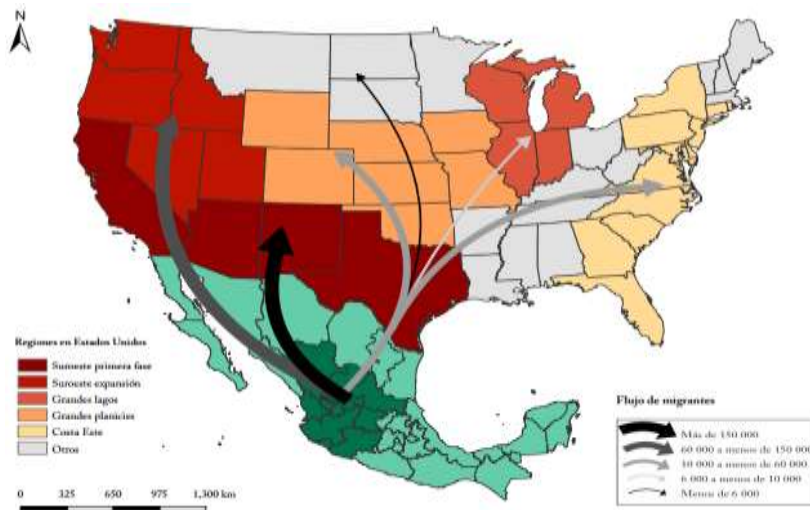 N
Regiones en Estados Unidos
Suroeste primera fase
Suroeste expansión
Grandes lagos
Grandes planicies
Costa Este
Otros
0 325 650 975 1,300 km
Flujo de migrantes
Más de 150 000
60 000 a menos de 150 000
10 000 a menos de 60 000
6 000 a menos de 10 000
Menos de 6 000